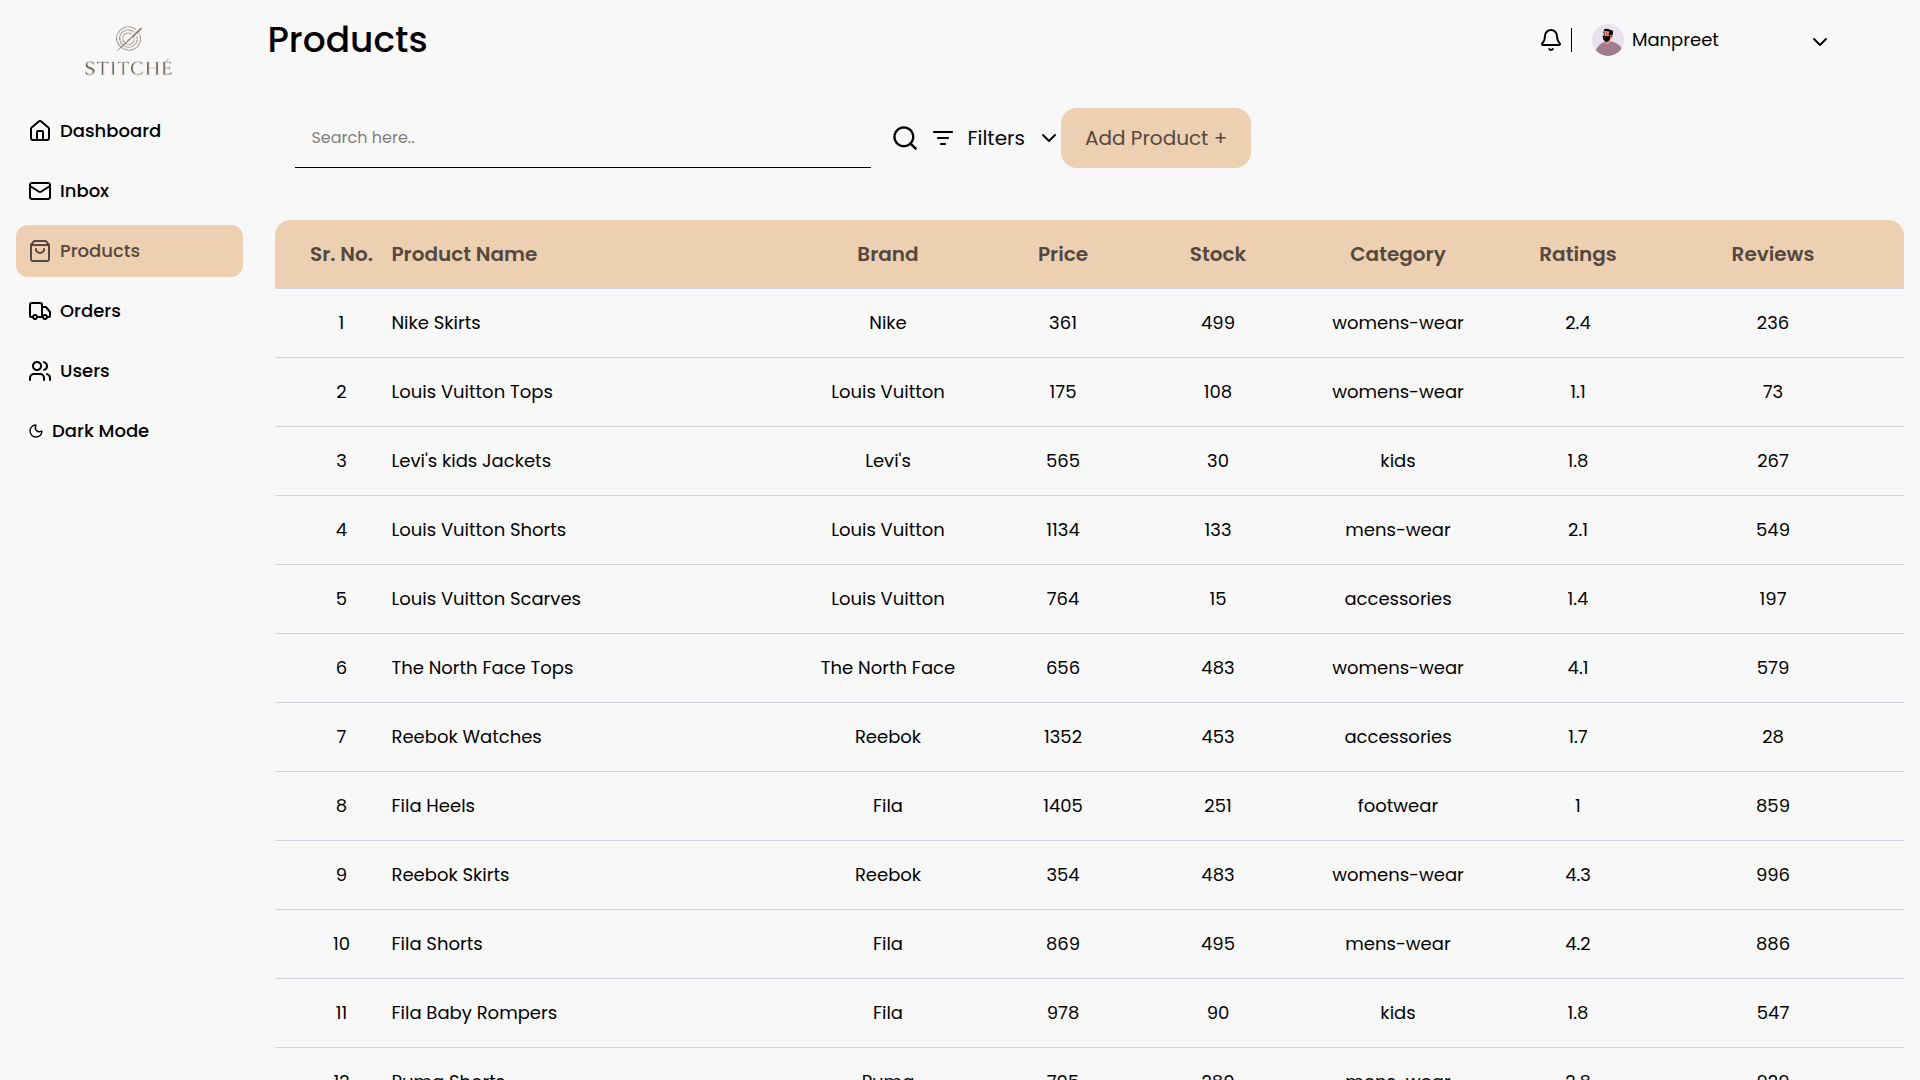 STITCHÉ
Products
Manpreet
Dashboard
Inbox
Products
Orders
Users
Dark Mode
Search here..
Filters
Add Product +
Sr. No. Product Name Brand Price Stock Category Ratings Reviews
1 Nike Skirts Nike 361 499 womens-wear 2.4 236
2 Louis Vuitton Tops Louis Vuitton 175 108 womens-wear 1.1 73
3 Levi's kids Jackets Levi's 565 30 kids 1.8 267
4 Louis Vuitton Shorts Louis Vuitton 1134 133 mens-wear 2.1 549
5 Louis Vuitton Scarves Louis Vuitton 764 15 accessories 1.4 197
6 The North Face Tops The North Face 656 483 womens-wear 4.1 579
7 Reebok Watches Reebok 1352 453 accessories 1.7 28
8 Fila Heels Fila 1405 251 footwear 1 859
9 Reebok Skirts Reebok 354 483 womens-wear 4.3 996
10 Fila Shorts Fila 869 495 mens-wear 4.2 886
11 Fila Baby Rompers Fila 978 90 kids 1.8 547
12 Puma Shorts Puma mens-wear